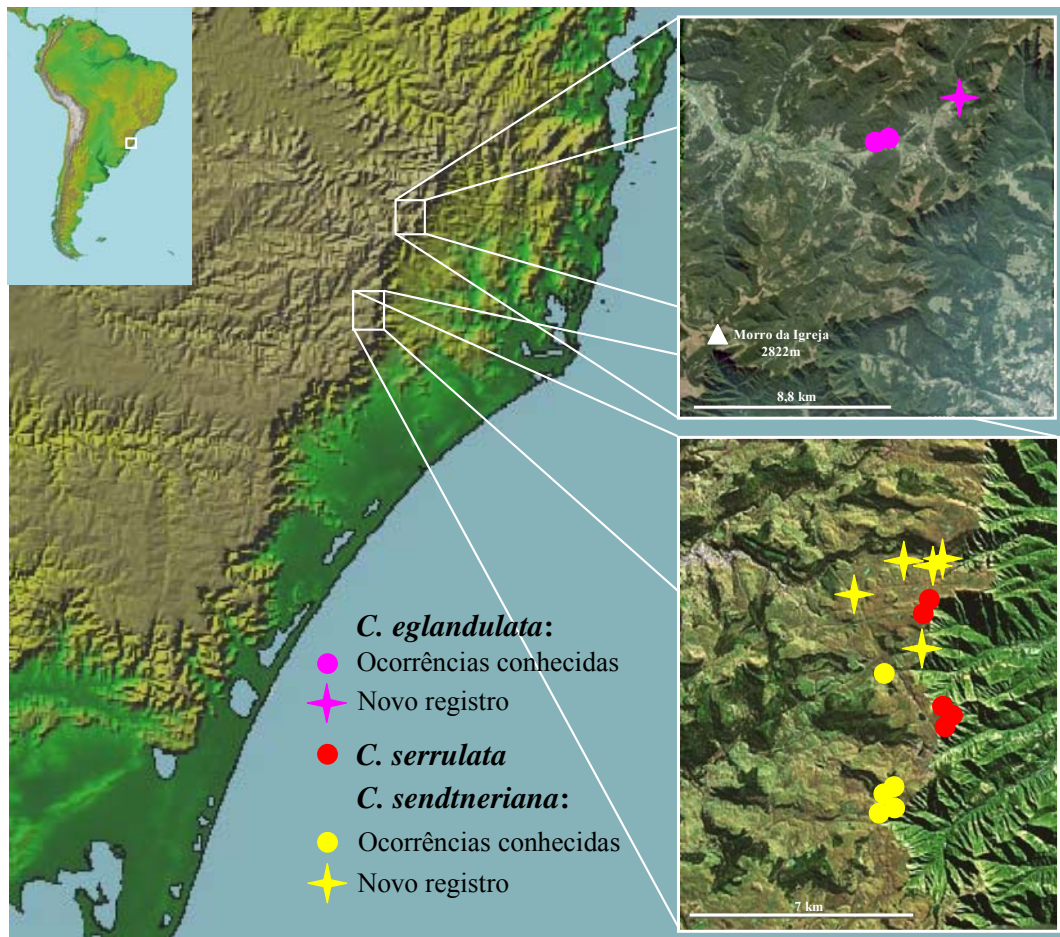 Morro da Igreja
2822m
8,8 km
C. eglandulata:
Ocorrências conhecidas
Novo registro
C. serrulata
C. sendtneriana:
Ocorrências conhecidas
Novo registro
7 km